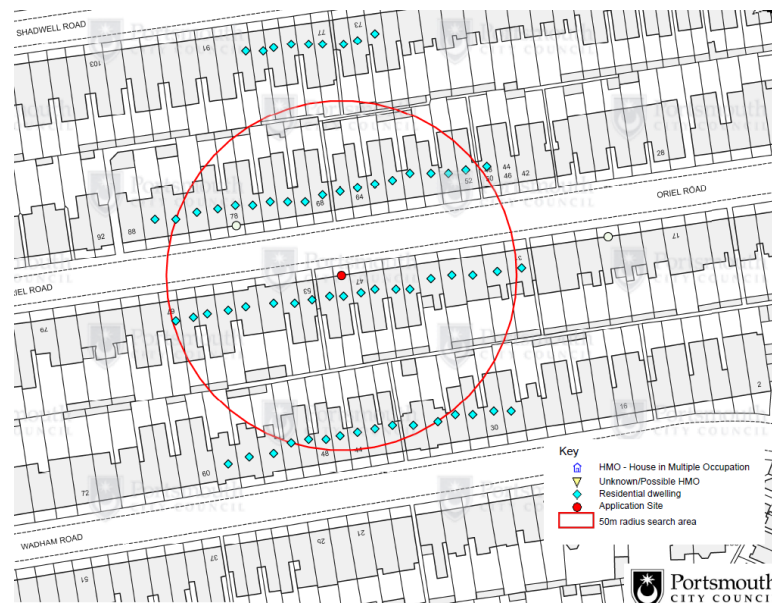 SHADWELL ROAD
73
77
91
103
28
44
42
50
46
52
64
68
78
88
92
ORIEL ROAD
17
IEL ROAD
47
53
67
79
2
16
30
44
48
60
72
WADHAM ROAD
21
25
37
51
Key
HMO - House in Multiple Occupation
Unknown/Possible HMO
Residential dwelling
Application Site
50m radius search area
Portsmouth
CITY COUNCIL